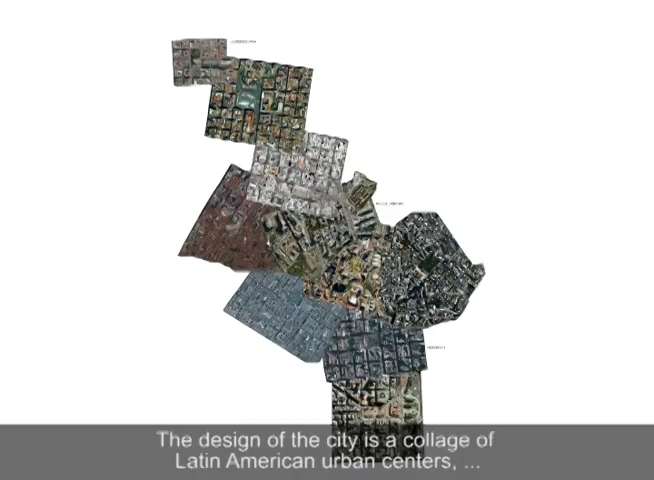 The design of the city is a collage of
Latin American urban centers, ...